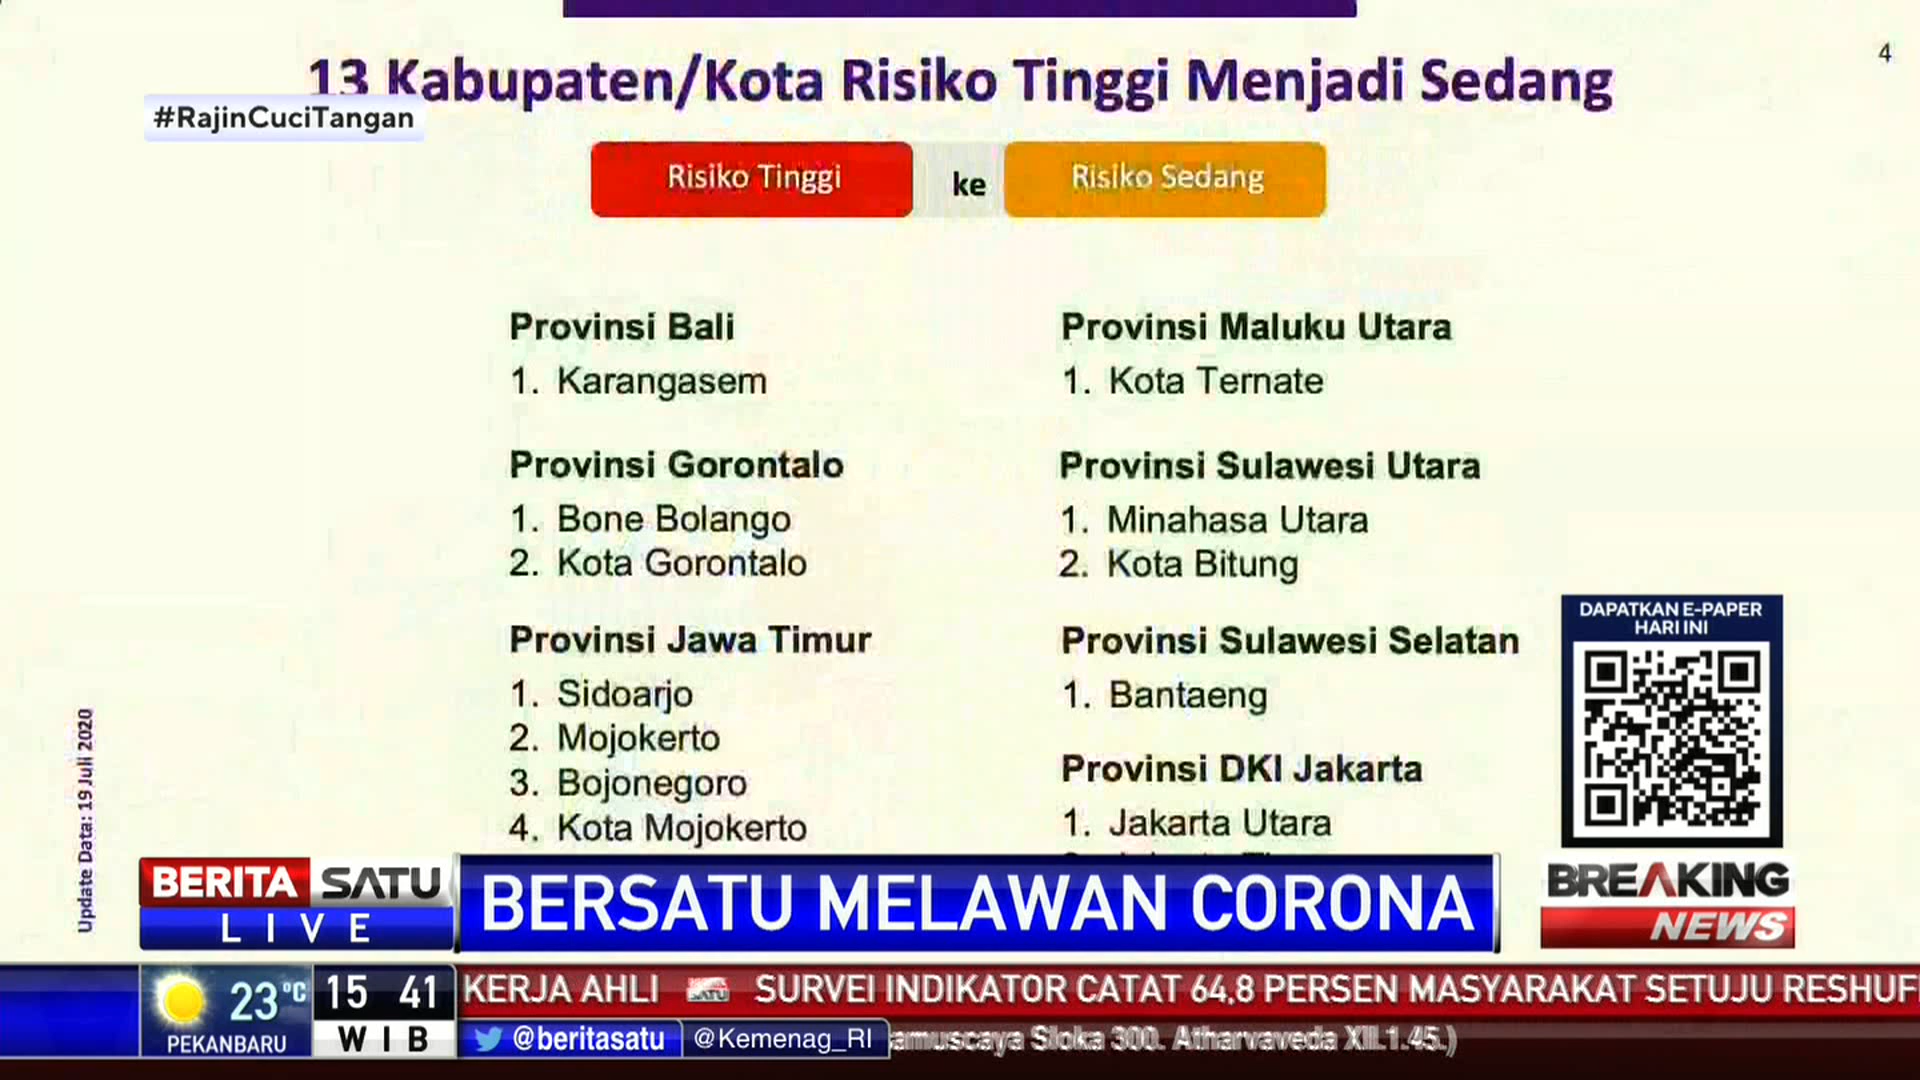 4
13 Kabupaten/Kota Risiko Tinggi Menjadi Sedang
#RajinCuciTangan
Risiko Tinggi
ke
Risiko Sedang
Provinsi Bali
1. Karangasem
Provinsi Gorontalo
1. Bone Bolango
2. Kota Gorontalo
Provinsi Jawa Timur
1. Sidoarjo
2. Mojokerto
3. Bojonegoro
4. Kota Mojokerto
Provinsi Maluku Utara
1. Kota Ternate
Provinsi Sulawesi Utara
1. Minahasa Utara
2. Kota Bitung
Provinsi Sulawesi Selatan
1. Bantaeng
Provinsi DKI Jakarta
1. Jakarta Utara
Update Data: 19 Juli 2020
DAPATKAN E-PAPER
HARI INI
BERITA SATU
LIVE
BERSATU MELAWAN CORONA
BREAKING
NEWS
23°C
PEKANBARU
15 41
WIB
KERJA AHLI SATU SURVEI INDIKATOR CATAT 64,8 PERSEN MASYARAKAT SETUJU RESHUF
@beritasatu
@Kemenag_RI
amuscaya Sloka 300. Atharvaveda XII.1.45.)